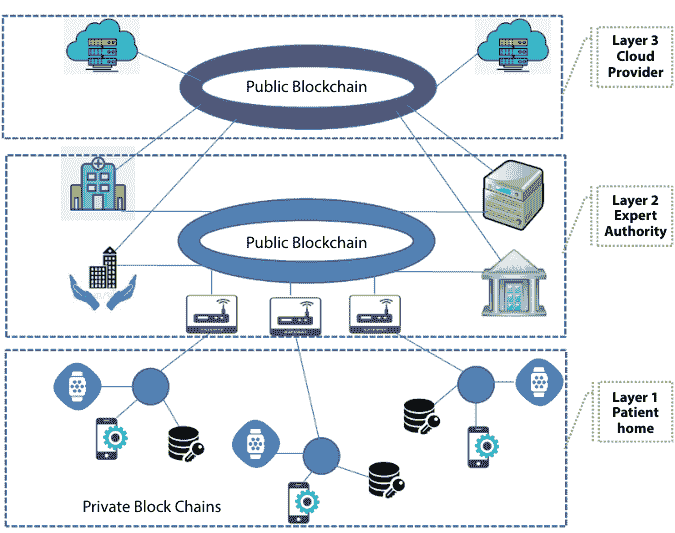 Public Blockchain
Layer 3
Cloud
Provider
Public Blockchain
Layer 2
Expert
Authority
Layer 1
Patient
home
Private Block Chains